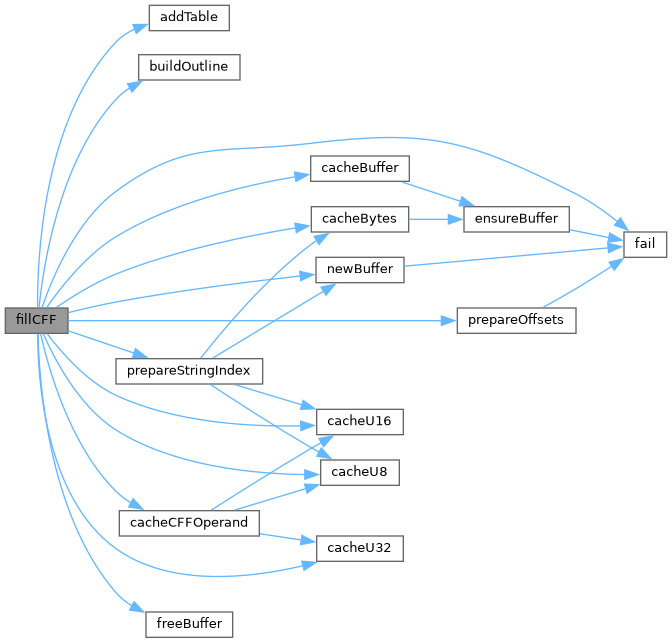 addTable
buildOutline
cacheBuffer
cacheBytes
ensureBuffer
fail
newBuffer
fillCFF
prepareOffsets
prepareStringIndex
cacheU16
cacheU8
cacheCFFOperand
cacheU32
freeBuffer